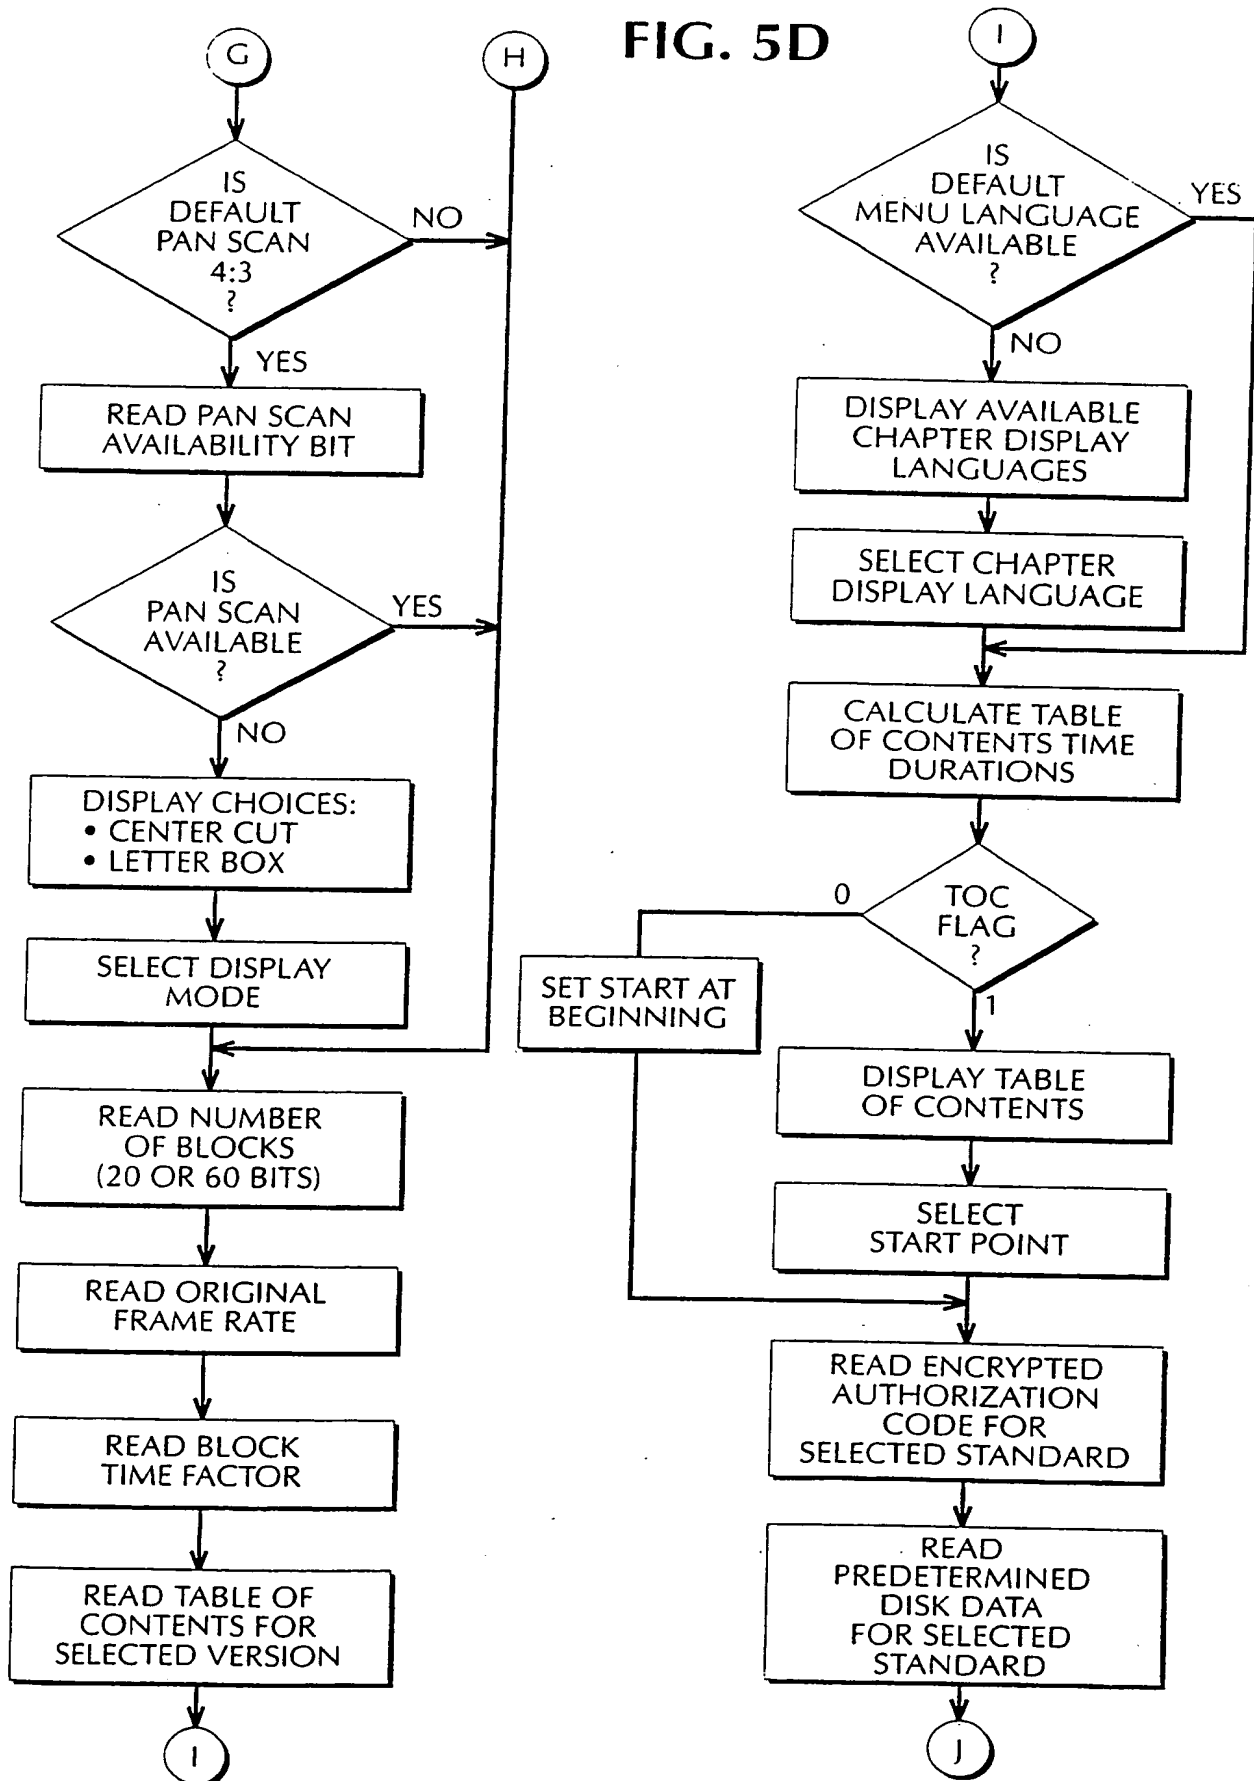 FIG. 5D
G
H
IS
DEFAULT
PAN SCAN
4:3
?
NO
YES
READ PAN SCAN
AVAILABILITY BIT
IS
PAN SCAN
AVAILABLE
?
YES
NO
DISPLAY CHOICES:
• CENTER CUT
• LETTER BOX
SELECT DISPLAY
MODE
READ NUMBER
OF BLOCKS
(20 OR 60 BITS)
READ ORIGINAL
FRAME RATE
READ BLOCK
TIME FACTOR
READ TABLE OF
CONTENTS FOR
SELECTED VERSION
I
I
IS
DEFAULT
MENU LANGUAGE
AVAILABLE
?
YES
NO
DISPLAY AVAILABLE
CHAPTER DISPLAY
LANGUAGES
SELECT CHAPTER
DISPLAY LANGUAGE
CALCULATE TABLE
OF CONTENTS TIME
DURATIONS
TOC
FLAG
?
0
1
SET START AT
BEGINNING
DISPLAY TABLE
OF CONTENTS
SELECT
START POINT
READ ENCRYPTED
AUTHORIZATION
CODE FOR
SELECTED STANDARD
READ
PREDETERMINED
DISK DATA
FOR SELECTED
STANDARD
J